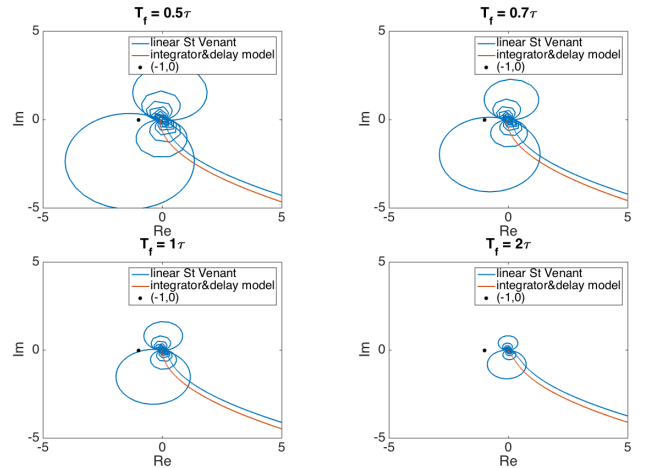 T_f = 0.5τ
5
0
-5
Im
-5
0
5
Re
linear St Venant
integrator&delay model
(-1,0)
T_f = 0.7τ
5
0
-5
Im
-5
0
5
Re
linear St Venant
integrator&delay model
(-1,0)
T_f = 1τ
5
0
-5
Im
-5
0
5
Re
linear St Venant
integrator&delay model
(-1,0)
T_f = 2τ
5
0
-5
Im
-5
0
5
Re
linear St Venant
integrator&delay model
(-1,0)